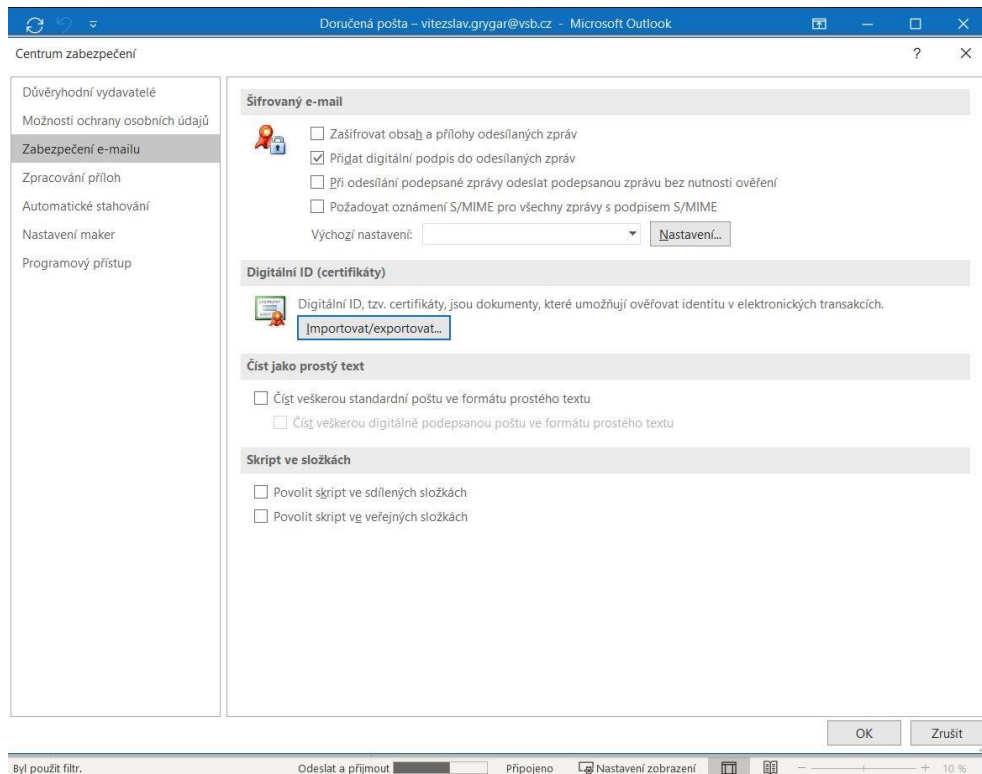 Doručená pošta – vitezslav.grygar@vsb.cz - Microsoft Outlook
Centrum zabezpečení
Důvěryhodní vydavatelé
Možnosti ochrany osobních údajů
Zabezpečení e-mailu
Zpracování příloh
Automatické stahování
Nastavení maker
Programový přístup
Šifrovaný e-mail
Zašifrovat obsah a přílohy odesílaných zpráv
Přidat digitální podpis do odesílaných zpráv
Při odesílání podepsané zprávy odeslat podepsanou zprávu bez nutnosti ověření
Požadovat oznámení S/MIME pro všechny zprávy s podpisem S/MIME
Výchozí nastavení: Nastavení...
Digitální ID (certifikáty)
Digitální ID, tzv. certifikáty, jsou dokumenty, které umožňují ověřovat identitu v elektronických transakcích.
Importovat/exportovat...
Číst jako prostý text
Číst veškerou standardní poštu ve formátu prostého textu
Číst veškerou digitálně podepsanou poštu ve formátu prostého textu
Skript ve složkách
Povolit skript ve sdílených složkách
Povolit skript ve veřejných složkách
OK Zrušit
Byl použit filtr. Odeslat a přijmout Připojeno Nastavení zobrazení 10 %